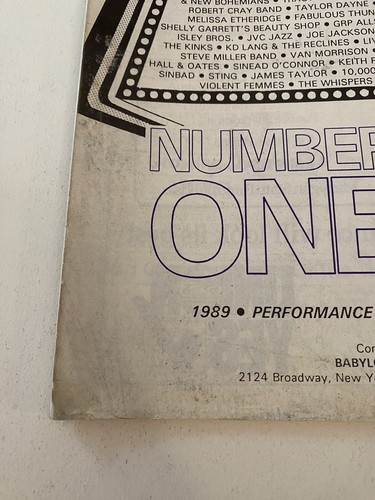 & NEW BOHEMIANS •
ROBERT CRAY BAND • TAYLOR DAYNE
MELISSA ETHERIDGE • FABULOUS THUN
SHELLY GARRETT'S BEAUTY SHOP • GRP ALL
ISLEY BROS. • JVC JAZZ • JOE JACKSON
THE KINKS • KD LANG & THE RECLINES • LIV
STEVE MILLER BAND • VAN MORRISON •
HALL & OATES • SINEAD O'CONNOR • KEITH R
SINBAD • STING • JAMES TAYLOR • 10,000
VIOLENT FEMMES • THE WHISPERS
NUMBER
ONE
1989 • PERFORMANCE
Con
BABYLO
2124 Broadway, New Yo